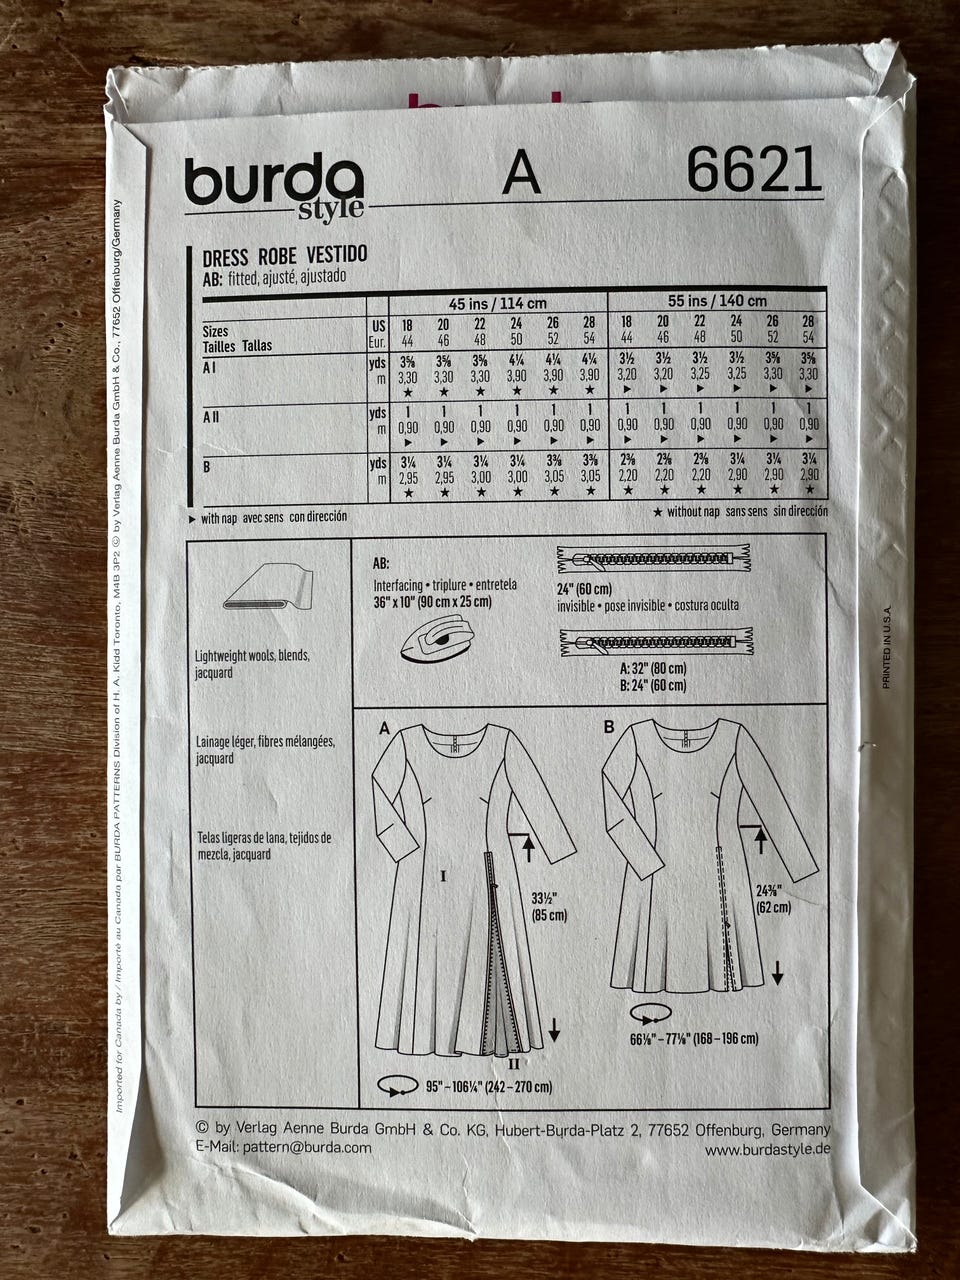 burda
style
A
6621
DRESS ROBE VESTIDO
AB: fitted, ajusté, ajustado
45 ins / 114 cm 55 ins / 140 cm
Sizes US 18 20 22 24 26 28 18 20 22 24 26 28
Tailles Tallas Eur. 44 46 48 50 52 54 44 46 48 50 52 54
A I yds 3⅝ 3⅝ 3⅝ 4¼ 4¼ 4¼ 3½ 3½ 3½ 3½ 3⅝ 3⅝
m 3,30 3,30 3,30 3,90 3,90 3,90 3,20 3,20 3,25 3,25 3,30 3,30
★ ★ ★ ★ ★ ★ ► ► ► ► ► ►
A II yds 1 1 1 1 1 1 1 1 1 1 1 1
m 0,90 0,90 0,90 0,90 0,90 0,90 0,90 0,90 0,90 0,90 0,90 0,90
► ► ► ► ► ► ► ► ► ► ► ►
B yds 3¼ 3¼ 3¼ 3¼ 3⅜ 3⅜ 2⅜ 2⅜ 2⅜ 3¼ 3¼ 3¼
m 2,95 2,95 3,00 3,00 3,05 3,05 2,20 2,20 2,20 2,90 2,90 2,90
★ ★ ★ ★ ★ ★ ★ ★ ★ ★ ★ ★
► with nap avec sens con dirección
★ without nap sans sens sin dirección
Lightweight wools, blends,
jacquard
Lainage léger, fibres mélangées,
jacquard
Telas ligeras de lana, tejidos de
mezcla, jacquard
AB:
Interfacing • triplure • entretela
36" x 10" (90 cm x 25 cm)
24" (60 cm)
invisible • pose invisible • costura oculta
A: 32" (80 cm)
B: 24" (60 cm)
A
I
33½"
(85 cm)
II
95" – 106¼" (242 – 270 cm)
B
24⅜"
(62 cm)
66⅛" – 77⅛" (168 – 196 cm)
© by Verlag Aenne Burda GmbH & Co. KG, Hubert-Burda-Platz 2, 77652 Offenburg, Germany
E-Mail: pattern@burda.com
www.burdastyle.de
Imported for Canada by / Importé au Canada par BURDA PATTERNS Division of H. A. Kidd Toronto, M4B 3P2 © by Verlag Aenne Burda GmbH & Co., 77652 Offenburg/Germany
PRINTED IN U.S.A.